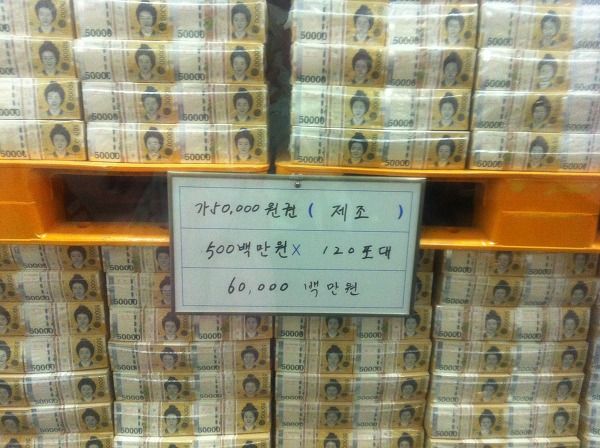 가50,000원권 ( 제조 )
500백만원 x 120포대
60,000 백만원
50000